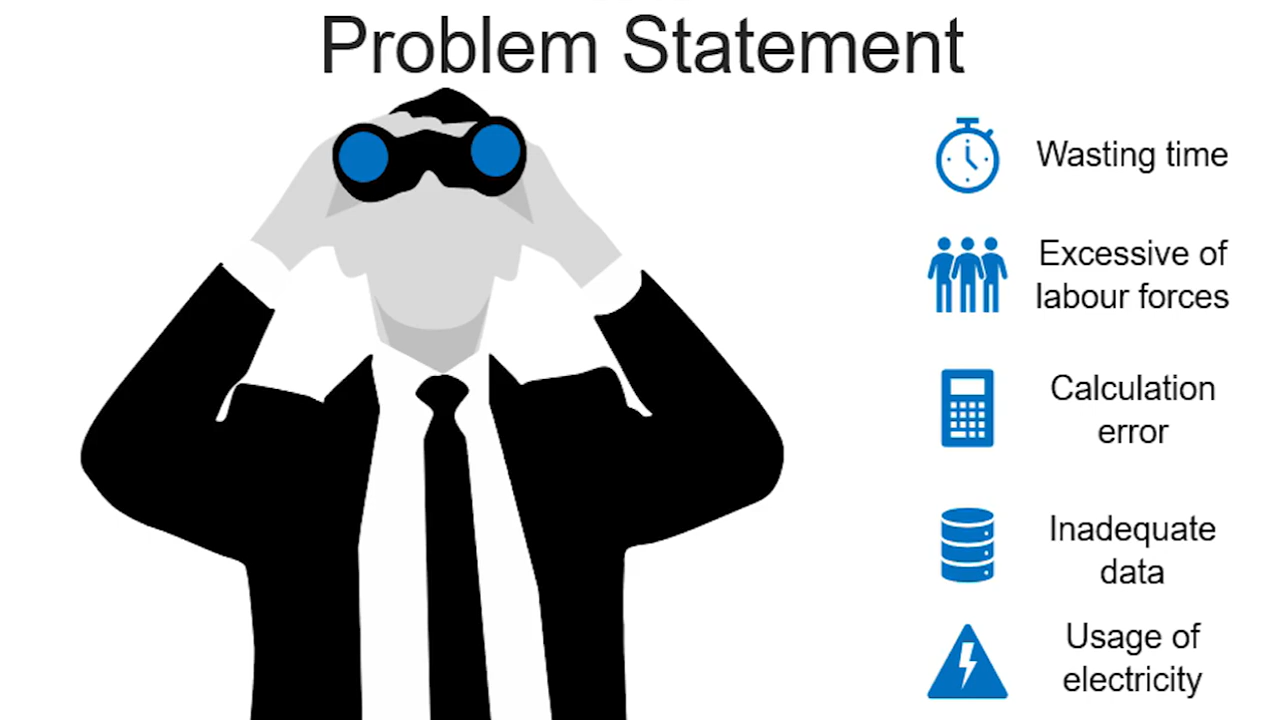 Problem Statement
Wasting time
Excessive of
labour forces
Calculation
error
Inadequate
data
Usage of
electricity